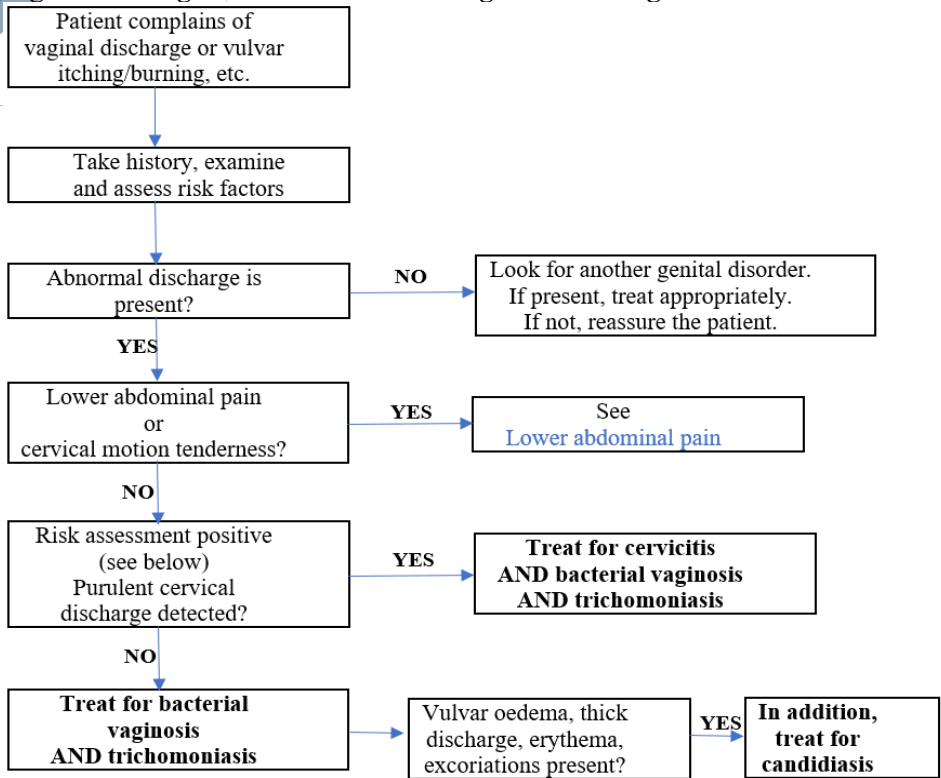 Patient complains of
vaginal discharge or vulvar
itching/burning, etc.
Take history, examine
and assess risk factors
Abnormal discharge is
present?
NO
Look for another genital disorder.
If present, treat appropriately.
If not, reassure the patient.
YES
Lower abdominal pain
or
cervical motion tenderness?
YES
See
Lower abdominal pain
NO
Risk assessment positive
(see below)
Purulent cervical
discharge detected?
YES
Treat for cervicitis
AND bacterial vaginosis
AND trichomoniasis
NO
Treat for bacterial
vaginosis
AND trichomoniasis
Vulvar oedema, thick
discharge, erythema,
excoriations present?
YES
In addition,
treat for
candidiasis